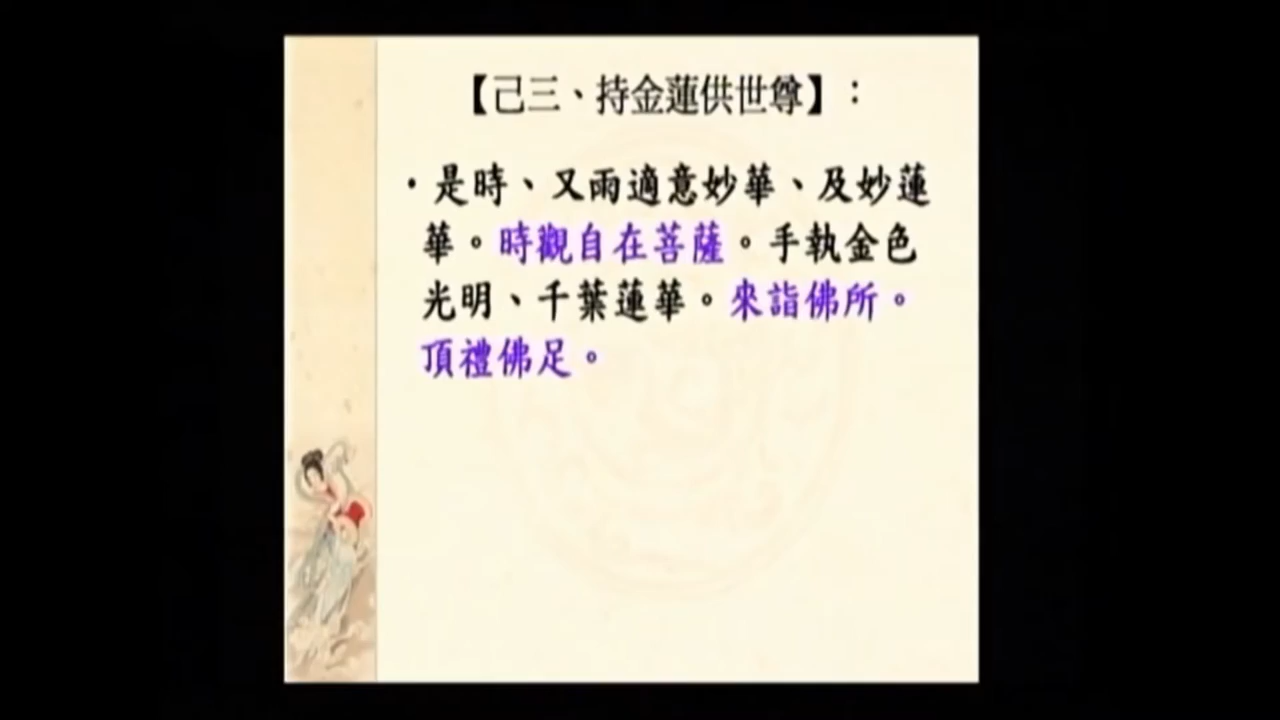 【己三、持金蓮供世尊】：
•是時、又雨適意妙華、及妙蓮
華。時觀自在菩薩。手執金色
光明、千葉蓮華。來詣佛所。
頂禮佛足。